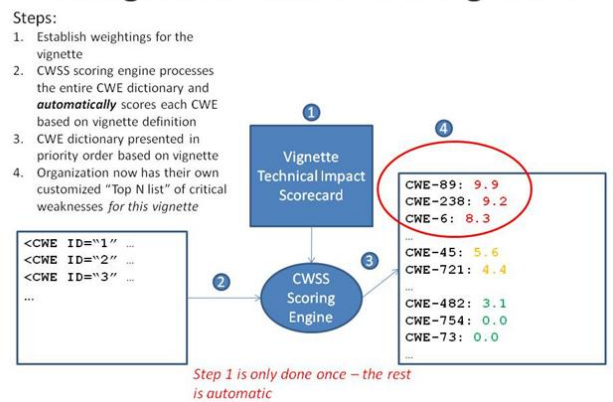 Steps:
1. Establish weightings for the
vignette
2. CWSS scoring engine processes
the entire CWE dictionary and
automatically scores each CWE
based on vignette definition
3. CWE dictionary presented in
priority order based on vignette
4. Organization now has their own
customized “Top N list” of critical
weaknesses for this vignette
1
Vignette
Technical Impact
Scorecard
4
CWE-89: 9.9
CWE-238: 9.2
CWE-6: 8.3
…
CWE-45: 5.6
CWE-721: 4.4
…
CWE-482: 3.1
CWE-754: 0.0
CWE-73: 0.0
…
<CWE ID=“1” …
<CWE ID=“2” …
<CWE ID=“3” …
…
2
CWSS
Scoring
Engine
3
Step 1 is only done once – the rest
is automatic